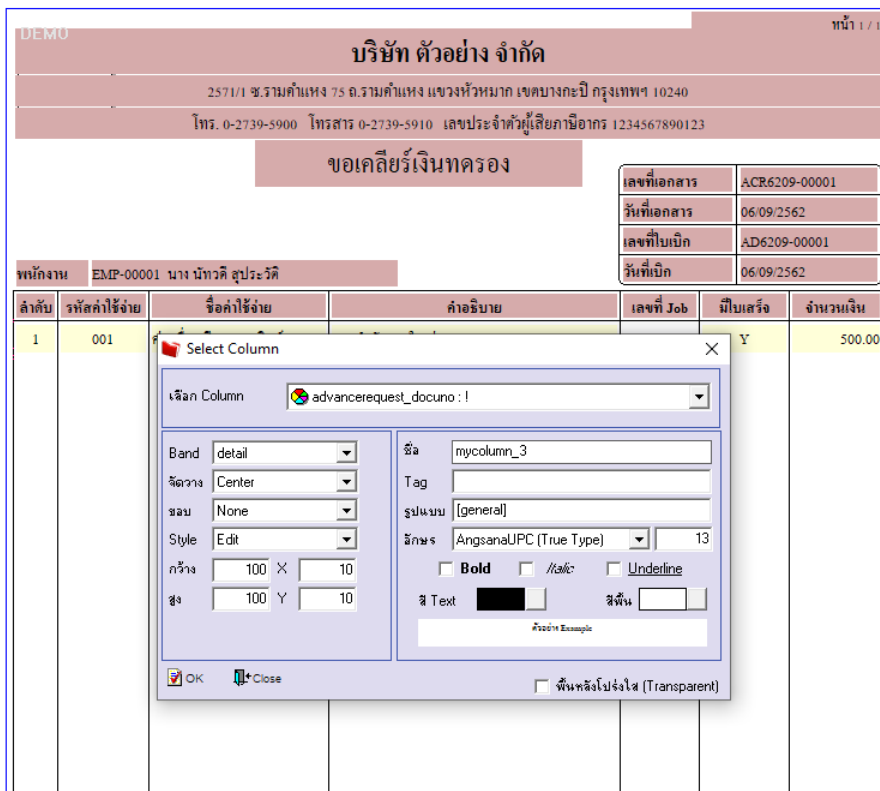 DEMO
หน้า 1 / 1
บริษัท ตัวอย่าง จำกัด
2571/1 ซ.รามคำแหง 75 ถ.รามคำแหง แขวงหัวหมาก เขตบางกะปิ กรุงเทพฯ 10240
โทร. 0-2739-5900 โทรสาร 0-2739-5910 เลขประจำตัวผู้เสียภาษีอากร 1234567890123
ขอเคลียร์เงินทดรอง
เลขที่เอกสาร ACR6209-00001
วันที่เอกสาร 06/09/2562
เลขที่ใบเบิก AD6209-00001
วันที่เบิก 06/09/2562
พนักงาน EMP-00001 นาง นัทวดี สุประวัติ
ลำดับ รหัสค่าใช้จ่าย ชื่อค่าใช้จ่าย คำอธิบาย เลขที่ Job มีใบเสร็จ จำนวนเงิน
1 001 Y 500.00
Select Column
เลือก Column advancerequest_docuno : !
Band detail
จัดวาง Center
ขอบ None
Style Edit
กว้าง 100 X 10
สูง 100 Y 10
ชื่อ mycolumn_3
Tag
รูปแบบ [general]
อักษร AngsanaUPC (True Type) 13
Bold Italic Underline
สี Text สีพื้น
ตัวอย่าง Example
OK Close
พื้นหลังโปร่งใส (Transparent)